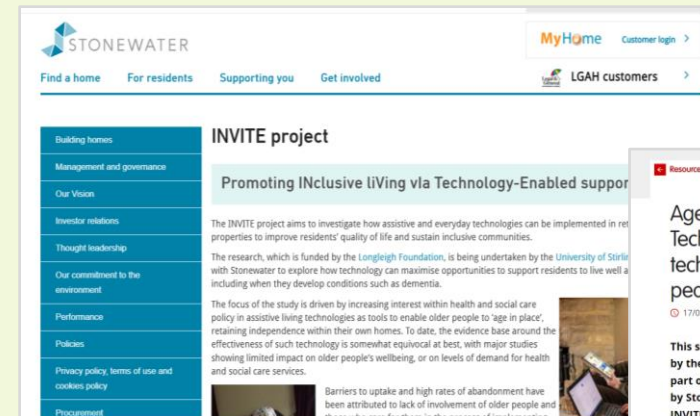 STONEWATER
MyHome Customer login >
Find a home For residents Supporting you Get involved
Legal & General LGAH customers >
Building homes
Management and governance
Our Vision
Investor relations
Thought leadership
Our commitment to the
environment
Performance
Policies
Privacy policy, terms of use and
cookies policy
Procurement
INVITE project
Promoting INclusive liVing vIa Technology-Enabled suppor
The INVITE project aims to investigate how assistive and everyday technologies can be implemented in ret
properties to improve residents' quality of life and sustain inclusive communities.
The research, which is funded by the Longleigh Foundation, is being undertaken by the University of Stirlin
with Stonewater to explore how technology can maximise opportunities to support residents to live well a
including when they develop conditions such as dementia.
The focus of the study is driven by increasing interest within health and social care
policy in assistive living technologies as tools to enable older people to 'age in place',
retaining independence within their own homes. To date, the evidence base around the
effectiveness of such technology is somewhat equivocal at best, with major studies
showing limited impact on older people's wellbeing, or on levels of demand for health
and social care services.
Barriers to uptake and high rates of abandonment have
been attributed to lack of involvement of older people and
Resource
Age
Tec
tech
peo
17/0
This s
by the
part o
by St
INVI